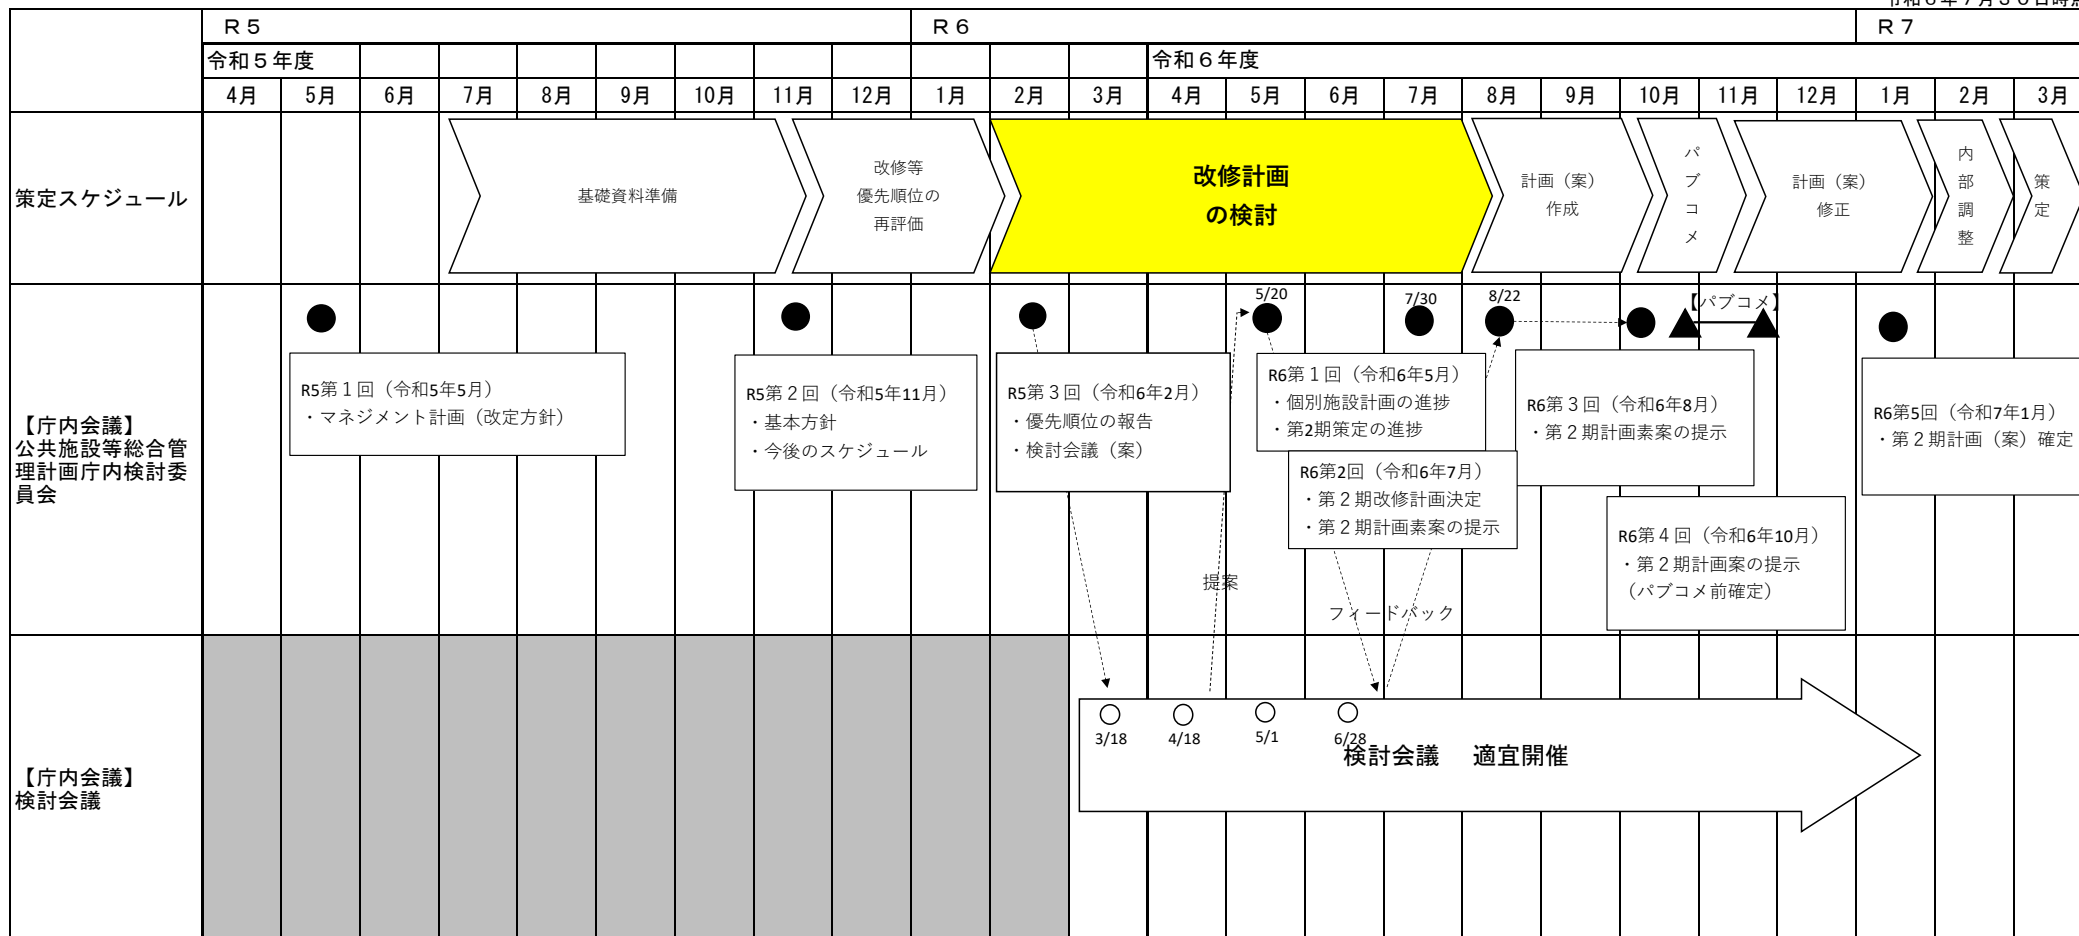 Ｒ５
Ｒ６
Ｒ７
令和５年度
令和６年度
4月 5月 6月 7月 8月 9月 10月 11月 12月 1月 2月 3月 4月 5月 6月 7月 8月 9月 10月 11月 12月 1月 2月 3月
策定スケジュール
基礎資料準備
改修等
優先順位の
再評価
改修計画
の検討
計画（案）
作成
パブコメ
計画（案）
修正
内部調整
策定
【庁内会議】
公共施設等総合管
理計画庁内検討委
員会
5/20
7/30
8/22
【パブコメ】
R5第１回（令和5年5月）
・マネジメント計画（改定方針）
R5第２回（令和5年11月）
・基本方針
・今後のスケジュール
R5第３回（令和6年2月）
・優先順位の報告
・検討会議（案）
R6第１回（令和6年5月）
・個別施設計画の進捗
・第2期策定の進捗
R6第2回（令和6年7月）
・第２期改修計画決定
・第２期計画素案の提示
R6第３回（令和6年8月）
・第２期計画素案の提示
R6第４回（令和6年10月）
・第２期計画案の提示
（パブコメ前確定）
R6第5回（令和7年1月）
・第２期計画（案）確定
提案
フィードバック
【庁内会議】
検討会議
3/18
4/18
5/1
6/28
検討会議　適宜開催